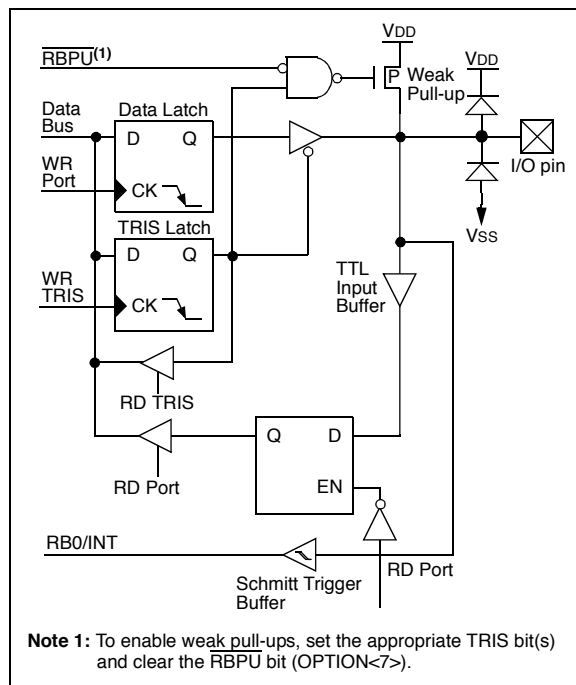 VDD
RBPU(1)
P
Weak
Pull-up
VDD
Data
Bus
Data Latch
D Q
WR
Port
CK
I/O pin
VSS
TRIS Latch
D Q
WR
TRIS
CK
TTL
Input
Buffer
RD TRIS
Q D
RD Port
EN
RB0/INT
RD Port
Schmitt Trigger
Buffer
Note 1: To enable weak pull-ups, set the appropriate TRIS bit(s)
and clear the RBPU bit (OPTION<7>).